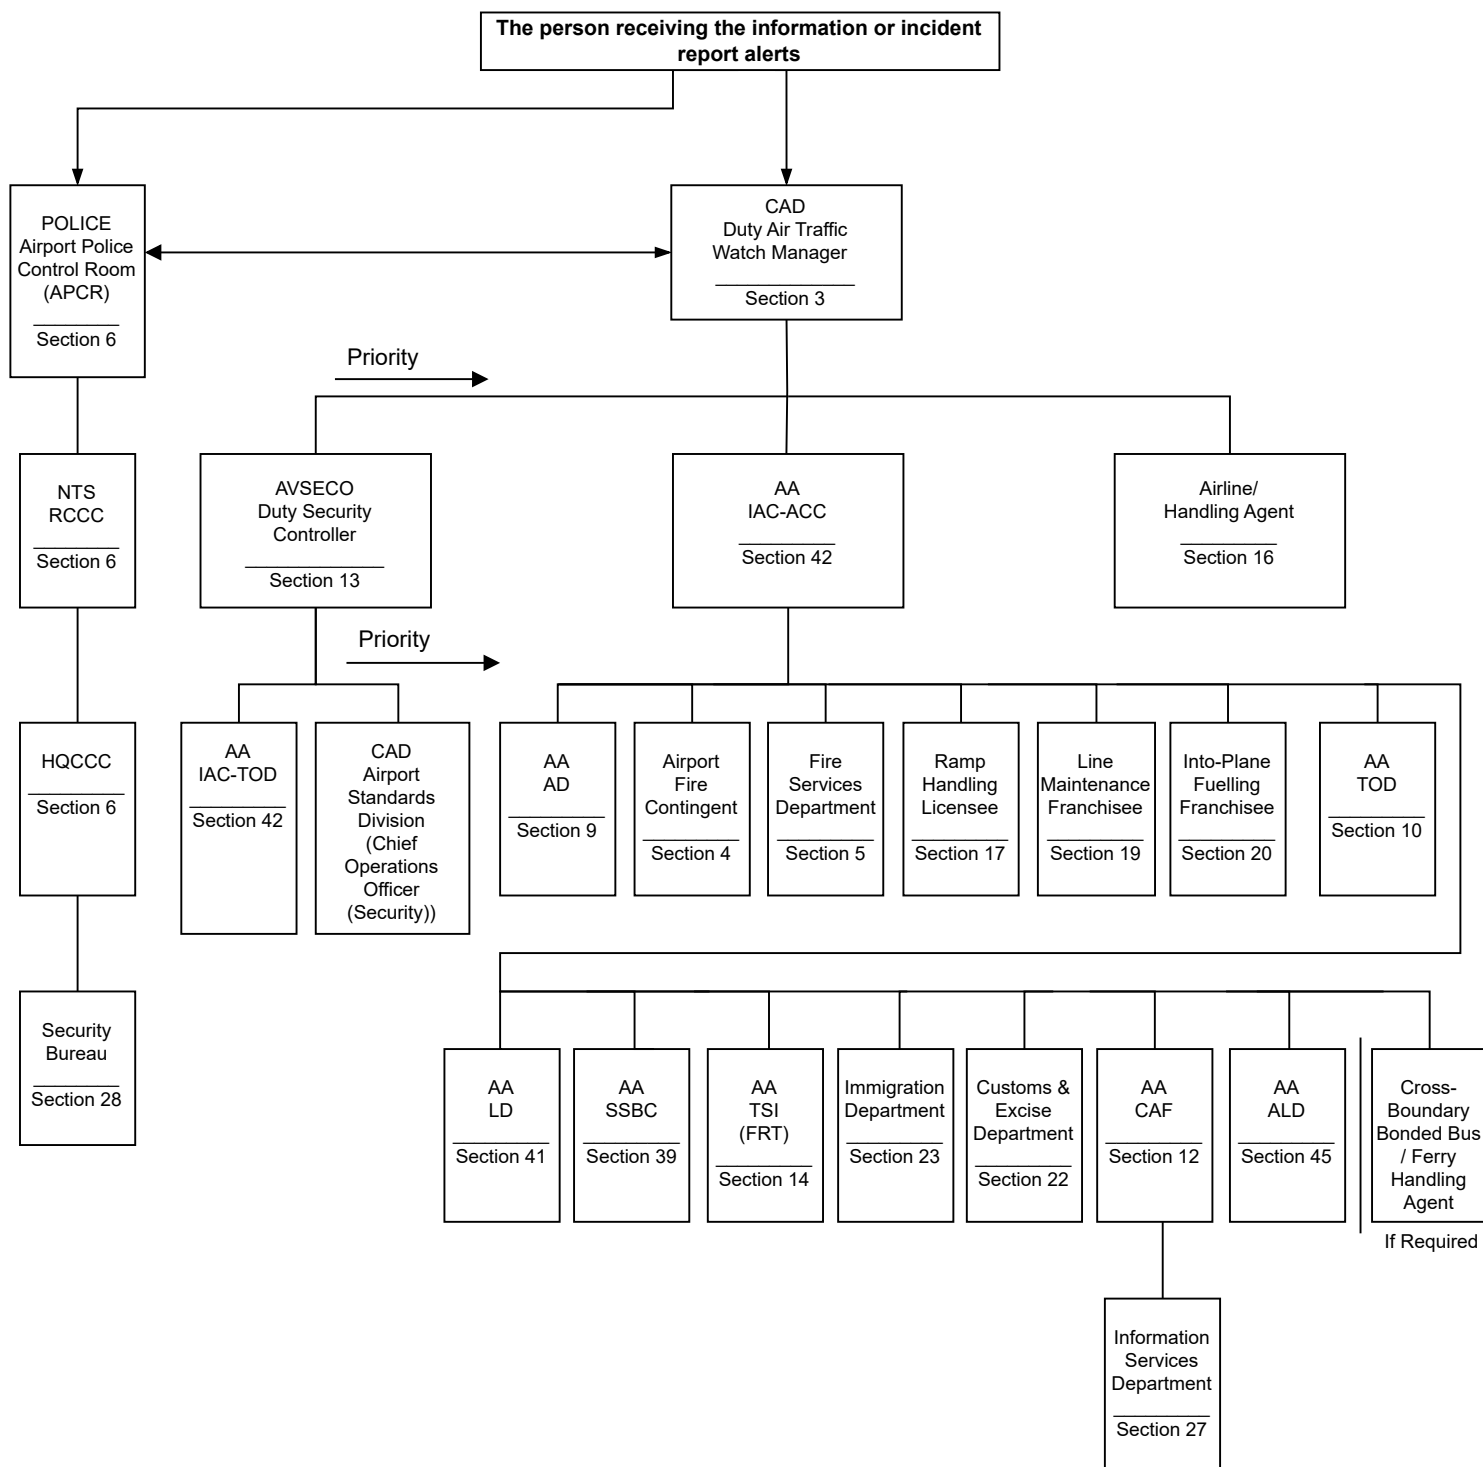 The person receiving the information or incident
report alerts
POLICE
Airport Police
Control Room
(APCR)
Section 6
CAD
Duty Air Traffic
Watch Manager
Section 3
Priority
NTS
RCCC
Section 6
AVSECO
Duty Security
Controller
Section 13
AA
IAC-ACC
Section 42
Airline/
Handling Agent
Section 16
Priority
HQCCC
Section 6
AA
IAC-TOD
Section 42
CAD
Airport
Standards
Division
(Chief
Operations
Officer
(Security))
AA
AD
Section 9
Airport
Fire
Contingent
Section 4
Fire
Services
Department
Section 5
Ramp
Handling
Licensee
Section 17
Line
Maintenance
Franchisee
Section 19
Into-Plane
Fuelling
Franchisee
Section 20
AA
TOD
Section 10
Security
Bureau
Section 28
AA
LD
Section 41
AA
SSBC
Section 39
AA
TSI
(FRT)
Section 14
Immigration
Department
Section 23
Customs &
Excise
Department
Section 22
AA
CAF
Section 12
AA
ALD
Section 45
Cross-
Boundary
Bonded Bus
/ Ferry
Handling
Agent
If Required
Information
Services
Department
Section 27